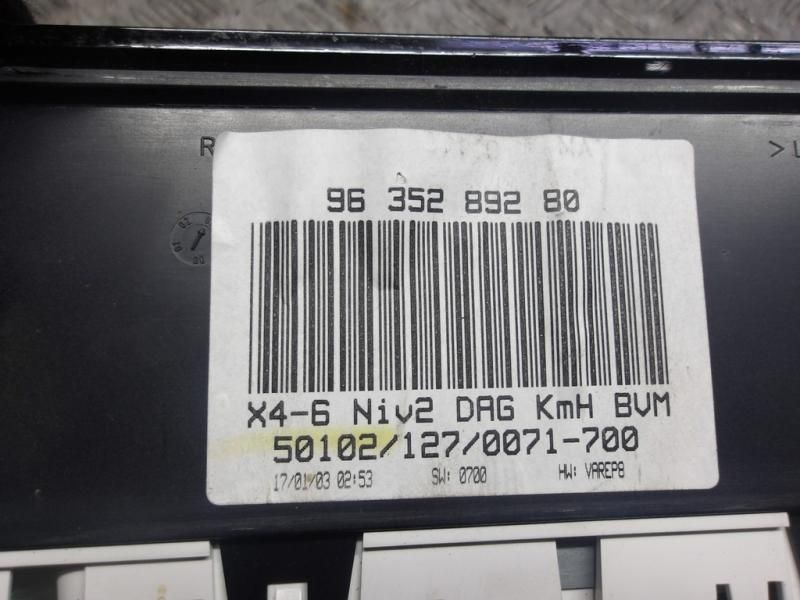 96 352 892 80
X4-6 Niv2 DAG KmH BVM
50102/127/0071-700
17/01/03 02:53 SW: 0700 HW: VAREP8